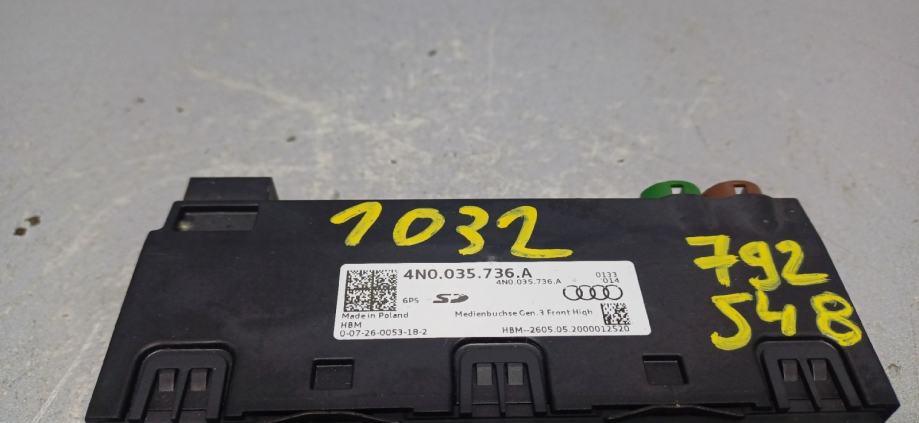 1032
792
548
4N0.035.736.A
4N0.035.736.A
0133
014
6PS SD
Medienbuchse Gen.3 Front High
Made in Poland
HBM
0-07-26-0053-18-2
HBM--2605.05.2000012520